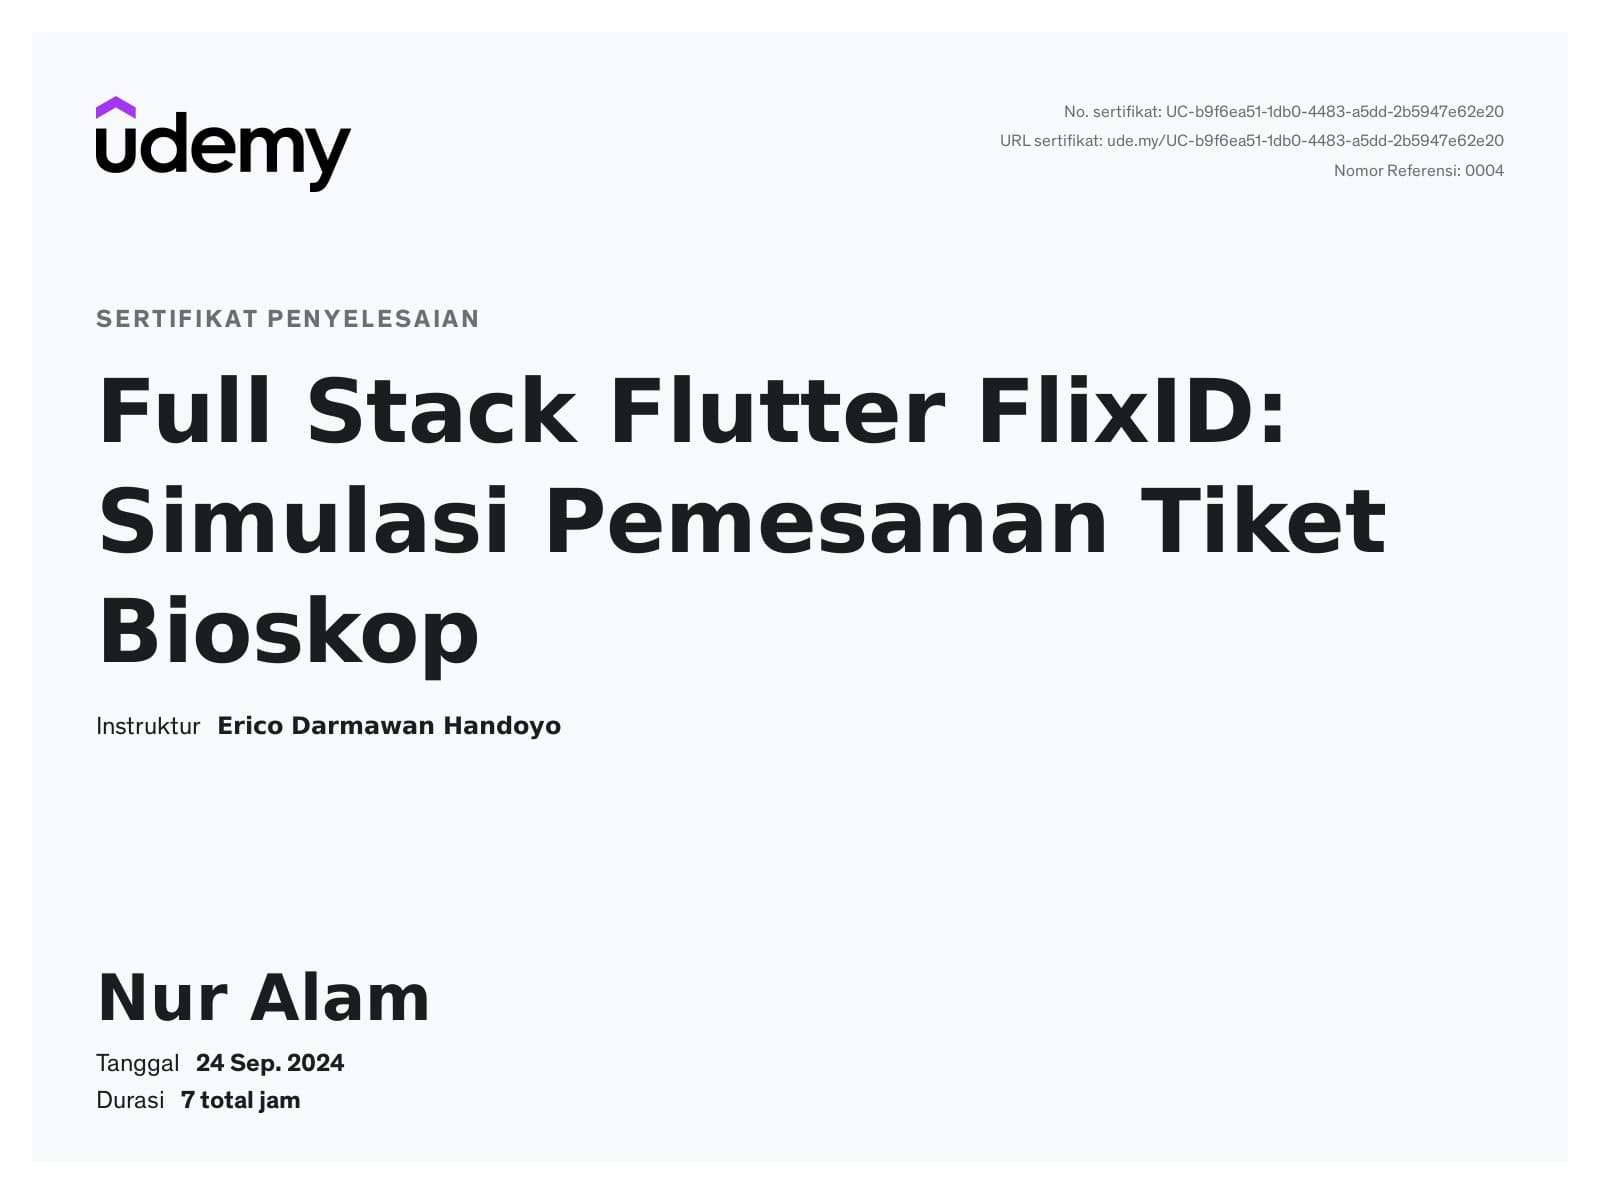 udemy
No. sertifikat: UC-b9f6ea51-1db0-4483-a5dd-2b5947e62e20
URL sertifikat: ude.my/UC-b9f6ea51-1db0-4483-a5dd-2b5947e62e20
Nomor Referensi: 0004
SERTIFIKAT PENYELESAIAN
Full Stack Flutter FlixID:
Simulasi Pemesanan Tiket
Bioskop
Instruktur Erico Darmawan Handoyo
Nur Alam
Tanggal 24 Sep. 2024
Durasi 7 total jam